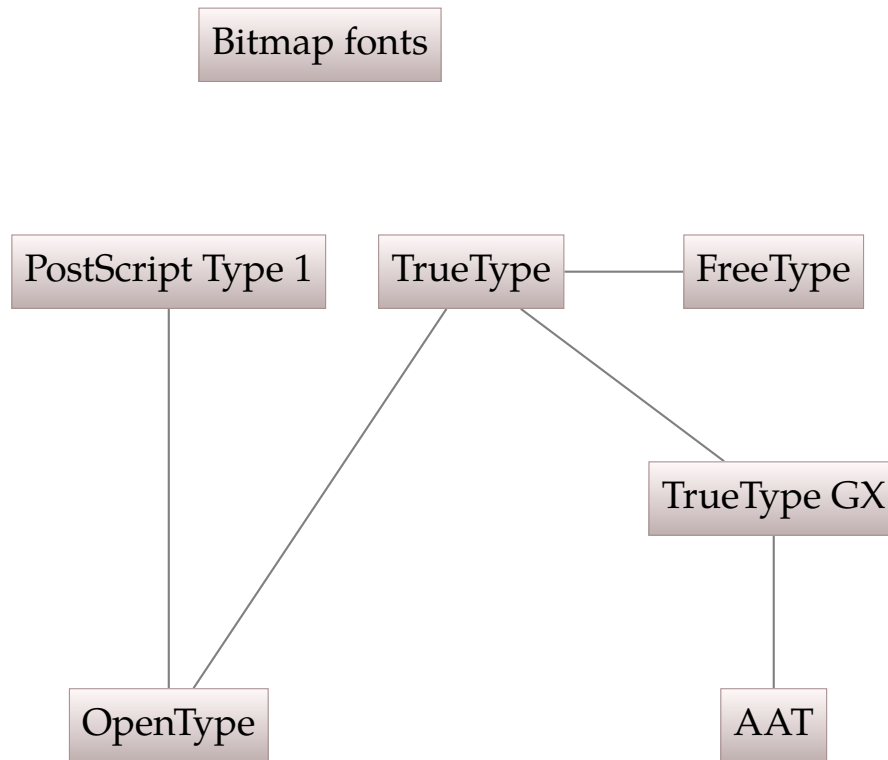 Bitmap fonts
PostScript Type 1
TrueType
FreeType
TrueType GX
OpenType
AAT